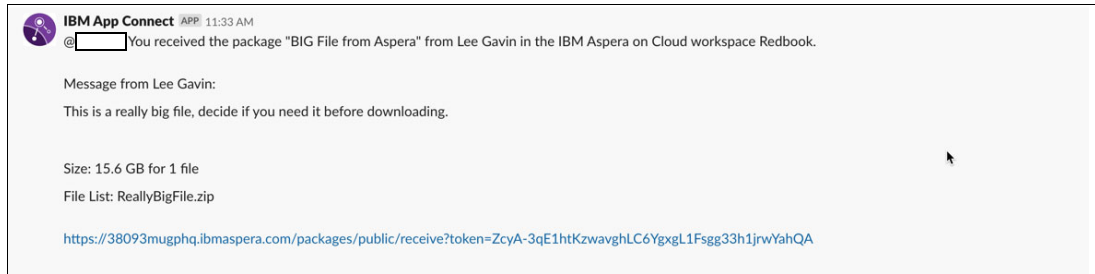 IBM App Connect APP 11:33 AM
@ You received the package "BIG File from Aspera" from Lee Gavin in the IBM Aspera on Cloud workspace Redbook.
Message from Lee Gavin:
This is a really big file, decide if you need it before downloading.
Size: 15.6 GB for 1 file
File List: ReallyBigFile.zip
https://38093mugphq.ibmaspera.com/packages/public/receive?token=ZcyA-3qE1htKzwavghLC6YgxgL1Fsgg33h1jrwYahQA